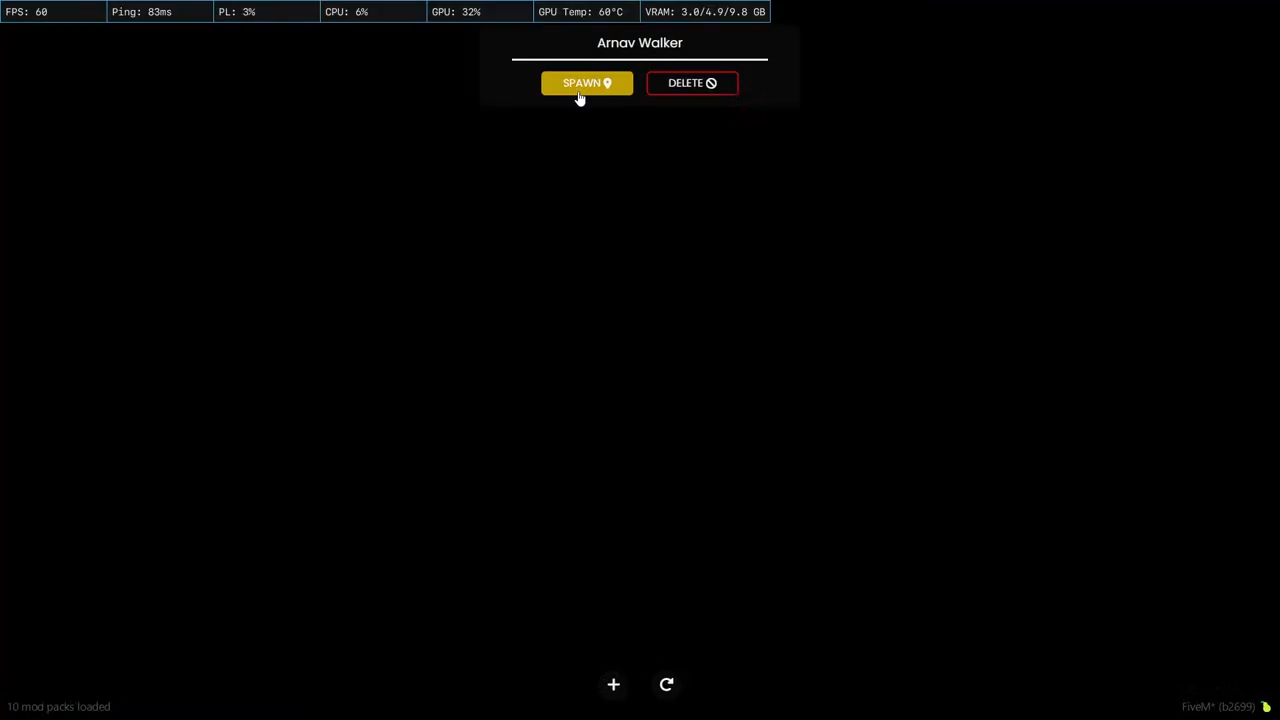 FPS: 60 Ping: 83ms PL: 3% CPU: 6% GPU: 32% GPU Temp: 60°C VRAM: 3.0/4.9/9.8 GB
Arnav Walker
SPAWN DELETE
10 mod packs loaded FiveM* (b2699)